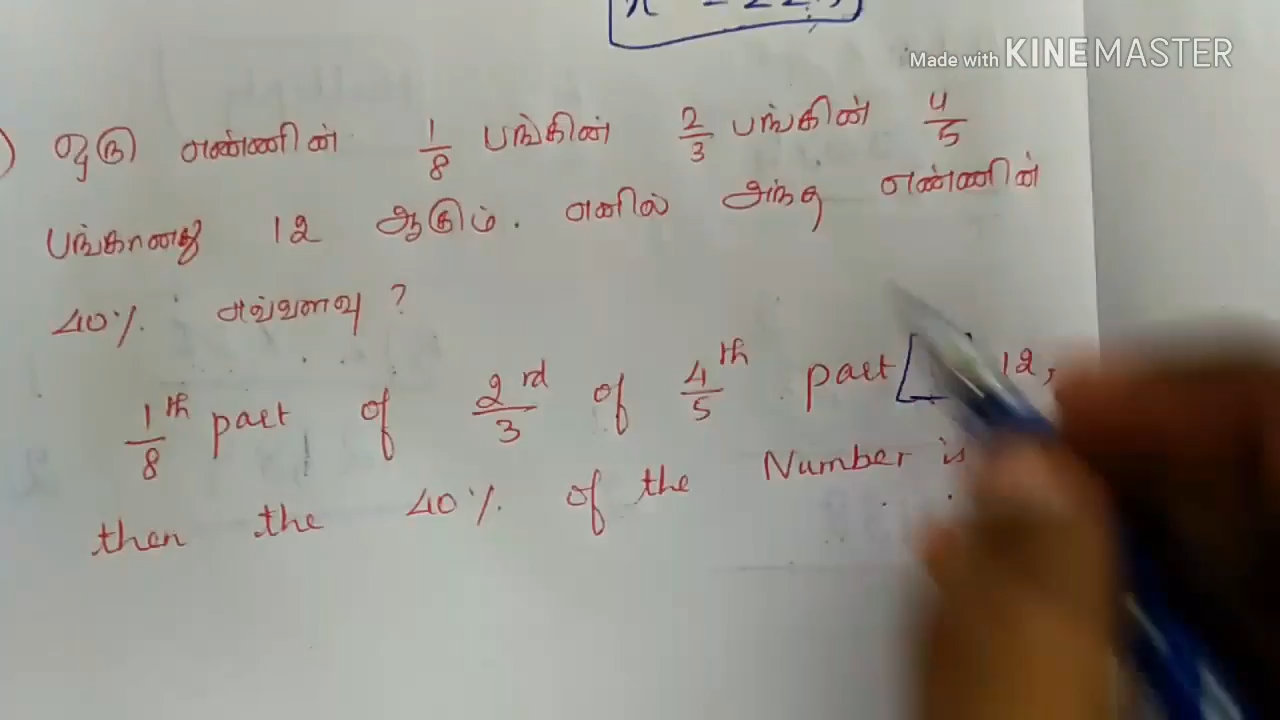 Made with KINEMASTER
ஒரு எண்ணின் 1/8 பங்கின் 2/3 பங்கின் 4/5
பங்கானது 12 ஆகும். எனில் அந்த எண்ணின்
40% எவ்வளவு ?
1/8 th part of 2/3 rd of 4/5 th part 12,
then the 40% of the Number is